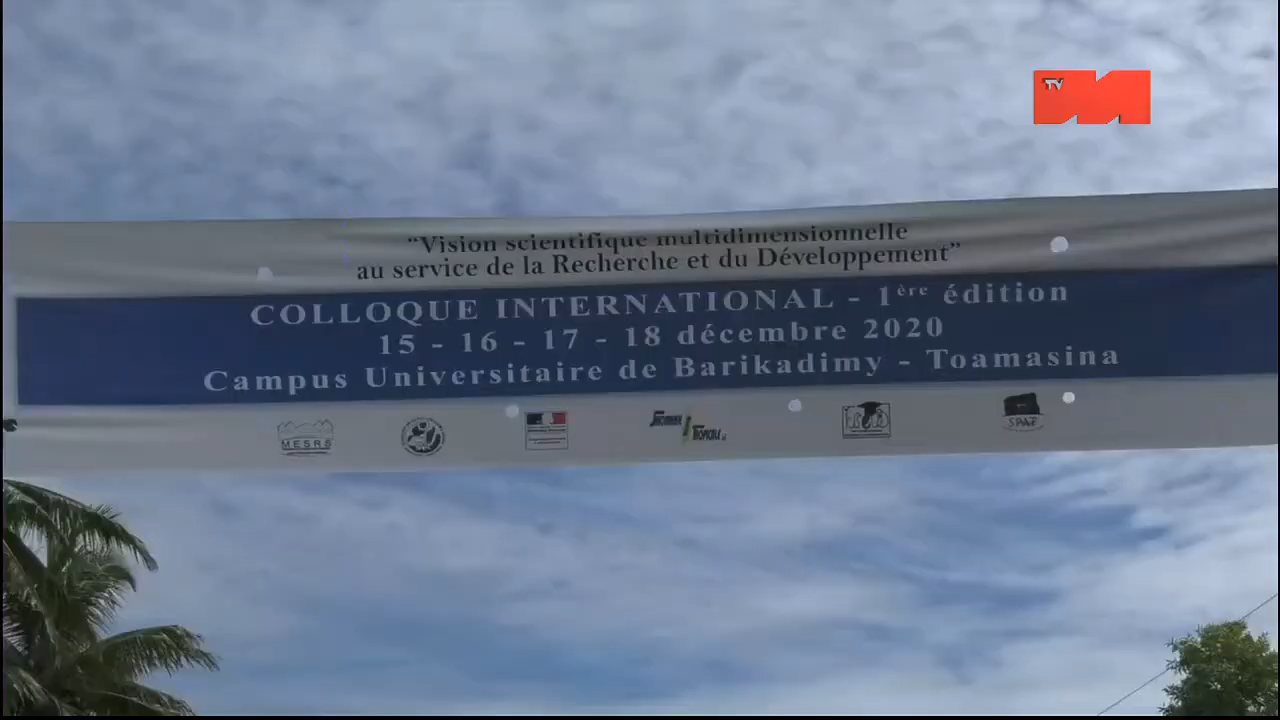 TV
“Vision scientifique multidimensionnelle
au service de la Recherche et du Développement”
COLLOQUE INTERNATIONAL - 1ère édition
15 - 16 - 17 - 18 décembre 2020
Campus Universitaire de Barikadimy - Toamasina
MESRS
SPAT